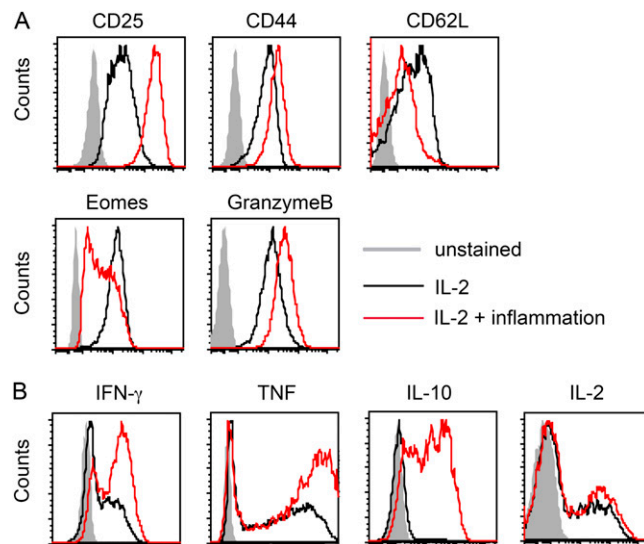 A
CD25 CD44 CD62L
Counts
Eomes GranzymeB
Counts
unstained
IL-2
IL-2 + inflammation
B
IFN-γ TNF IL-10 IL-2
Counts